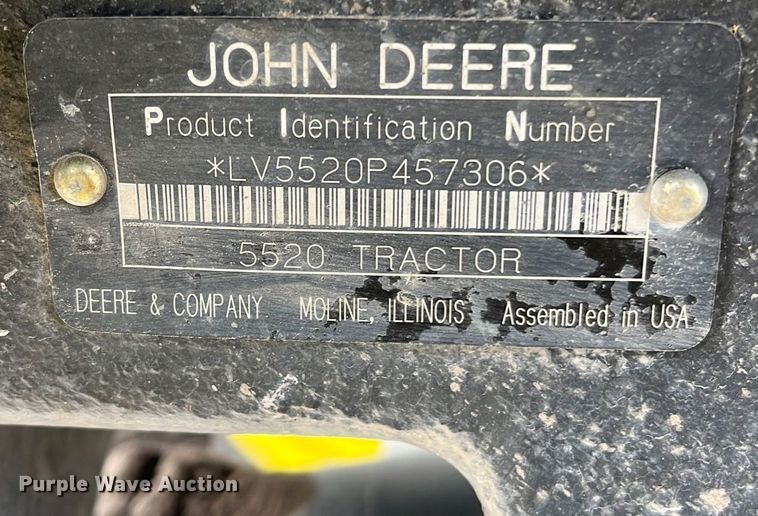 JOHN DEERE
Product Identification Number
*LV5520P457306*
5520 TRACTOR
DEERE & COMPANY MOLINE, ILLINOIS Assembled in USA
Purple Wave Auction